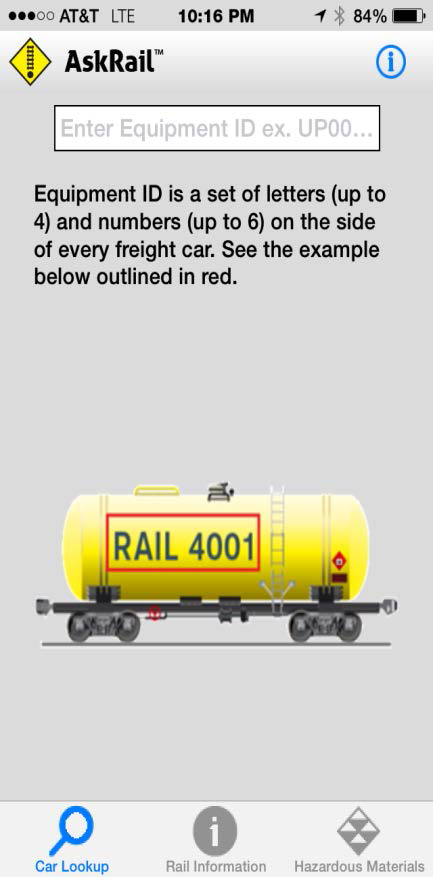 AT&T LTE 10:16 PM 84%
AskRail™
Enter Equipment ID ex. UP00...
Equipment ID is a set of letters (up to
4) and numbers (up to 6) on the side
of every freight car. See the example
below outlined in red.
RAIL 4001
Car Lookup Rail Information Hazardous Materials